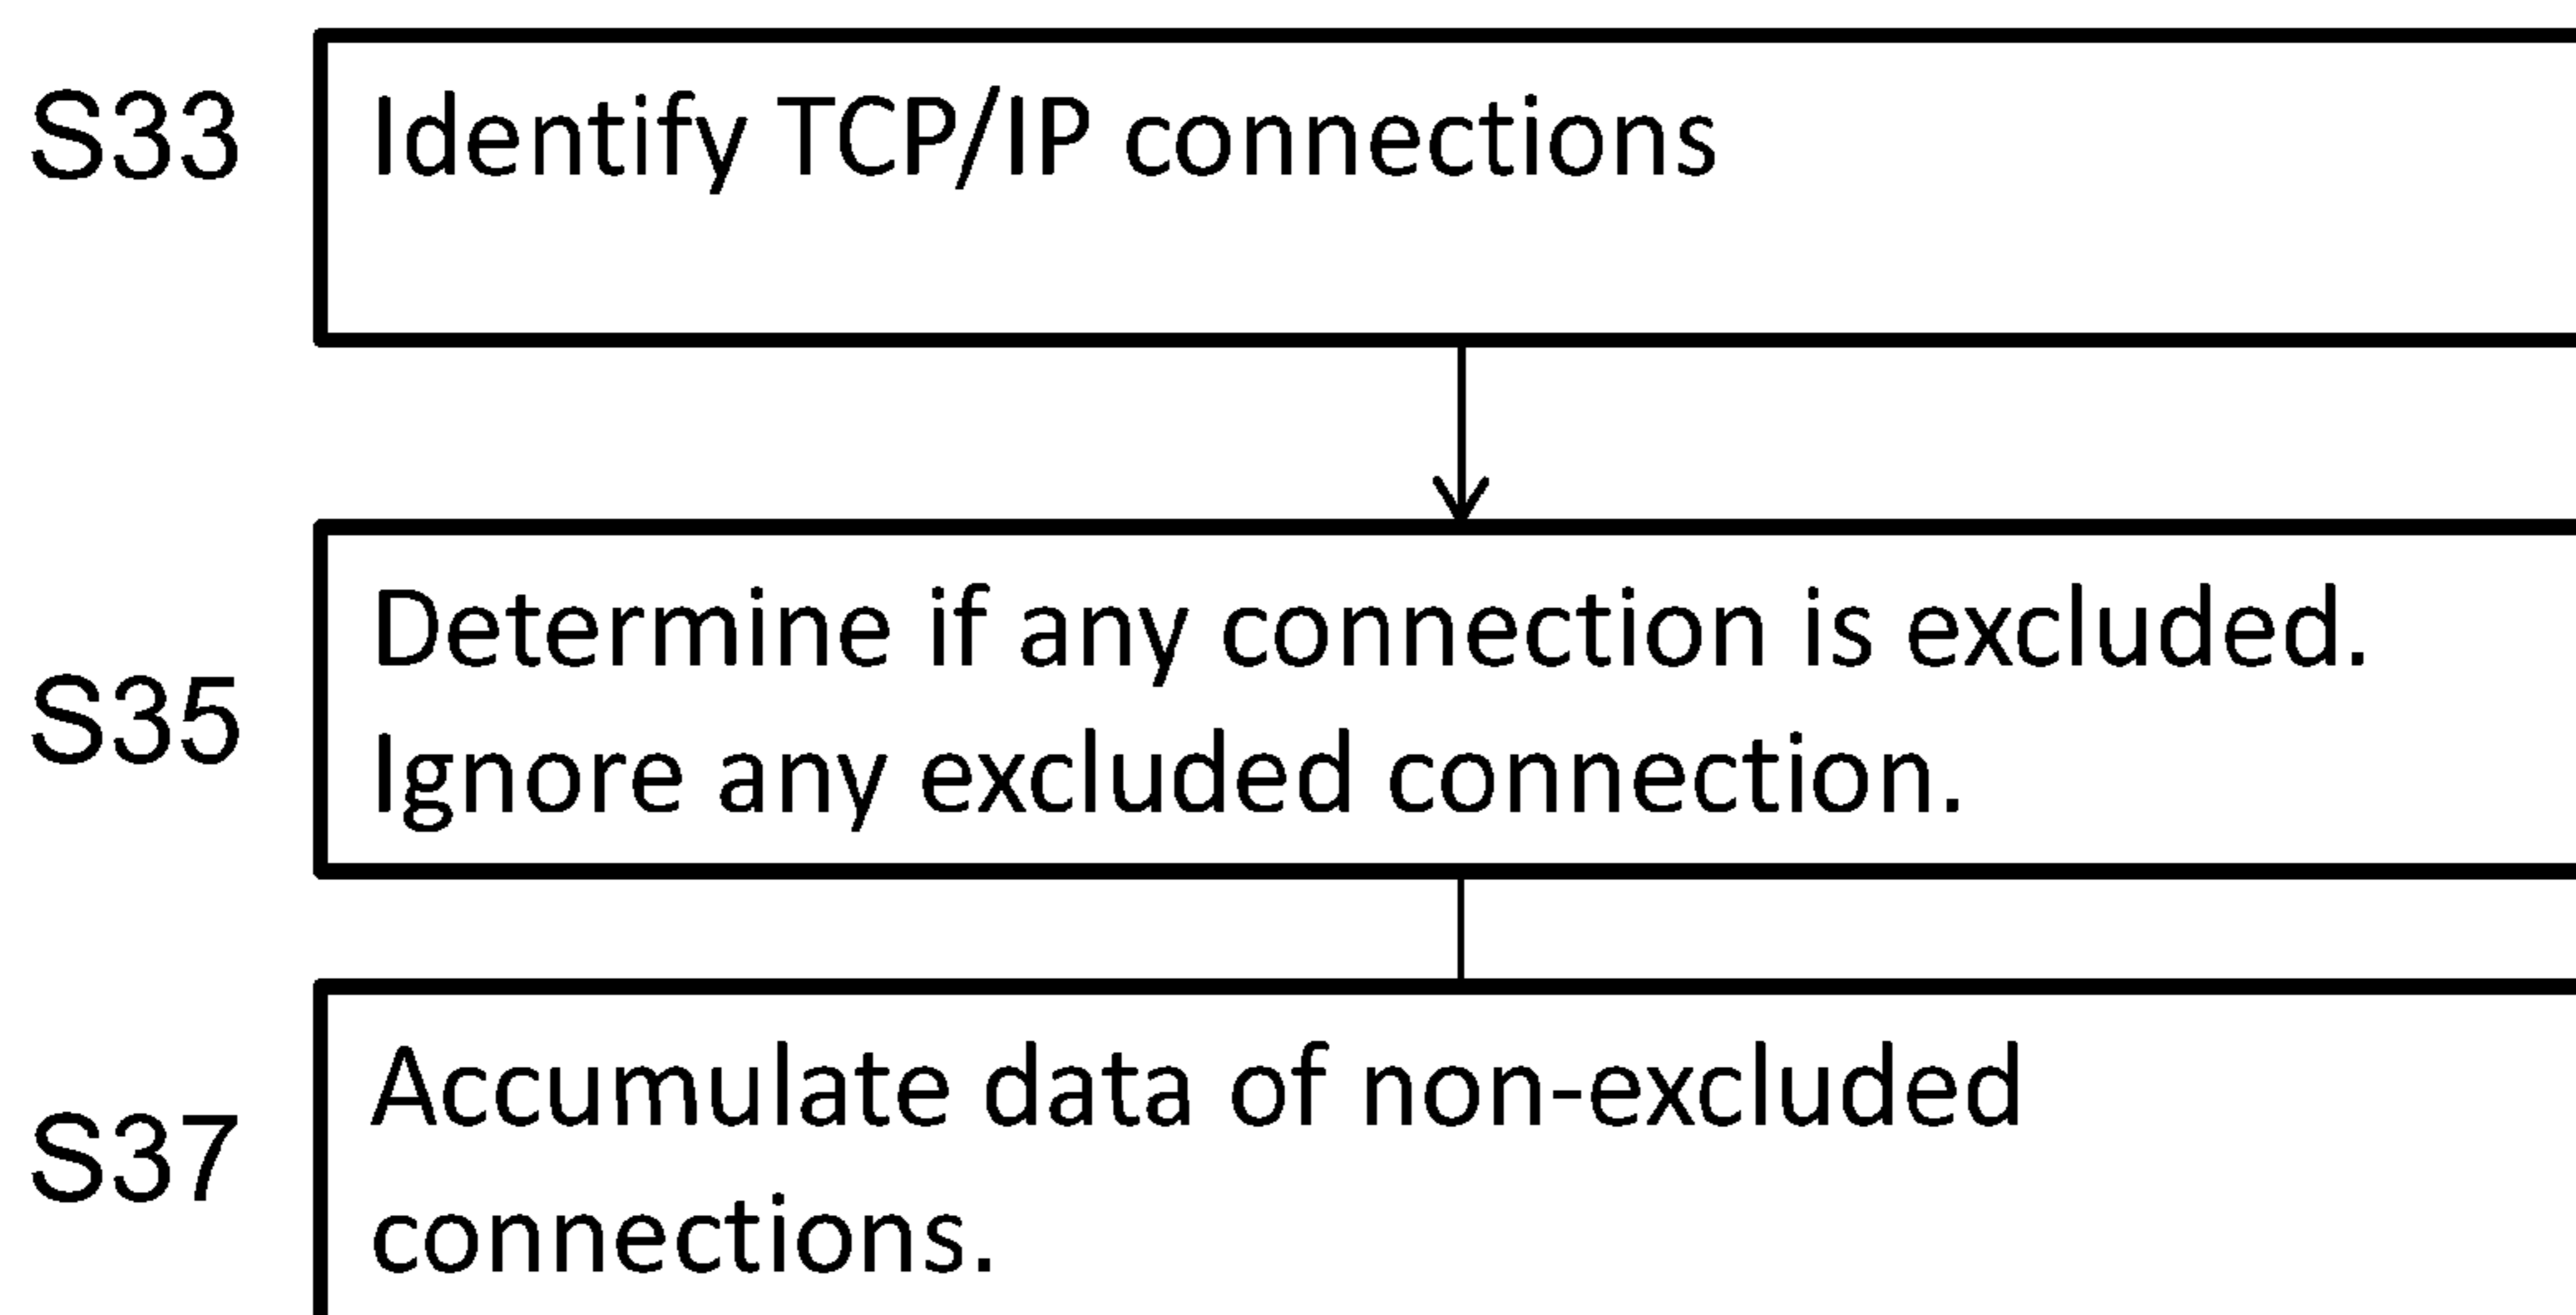 S33
Identify TCP/IP connections
S35
Determine if any connection is excluded.
Ignore any excluded connection.
S37
Accumulate data of non-excluded
connections.